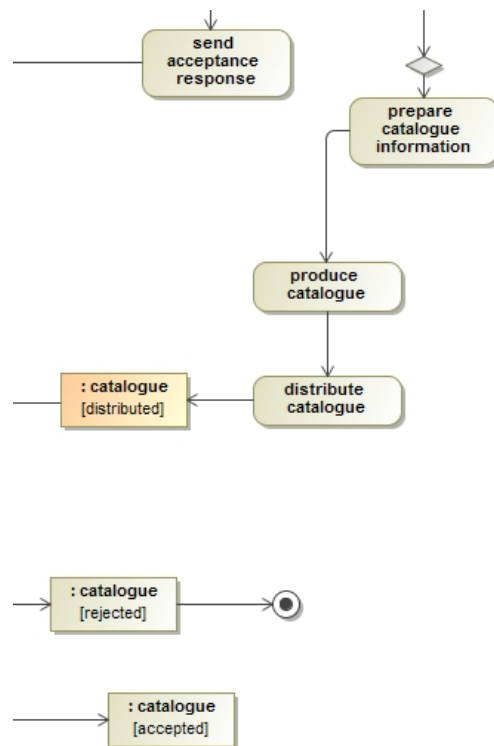 send
acceptance
response
prepare
catalogue
information
produce
catalogue
: catalogue
[distributed]
distribute
catalogue
: catalogue
[rejected]
: catalogue
[accepted]